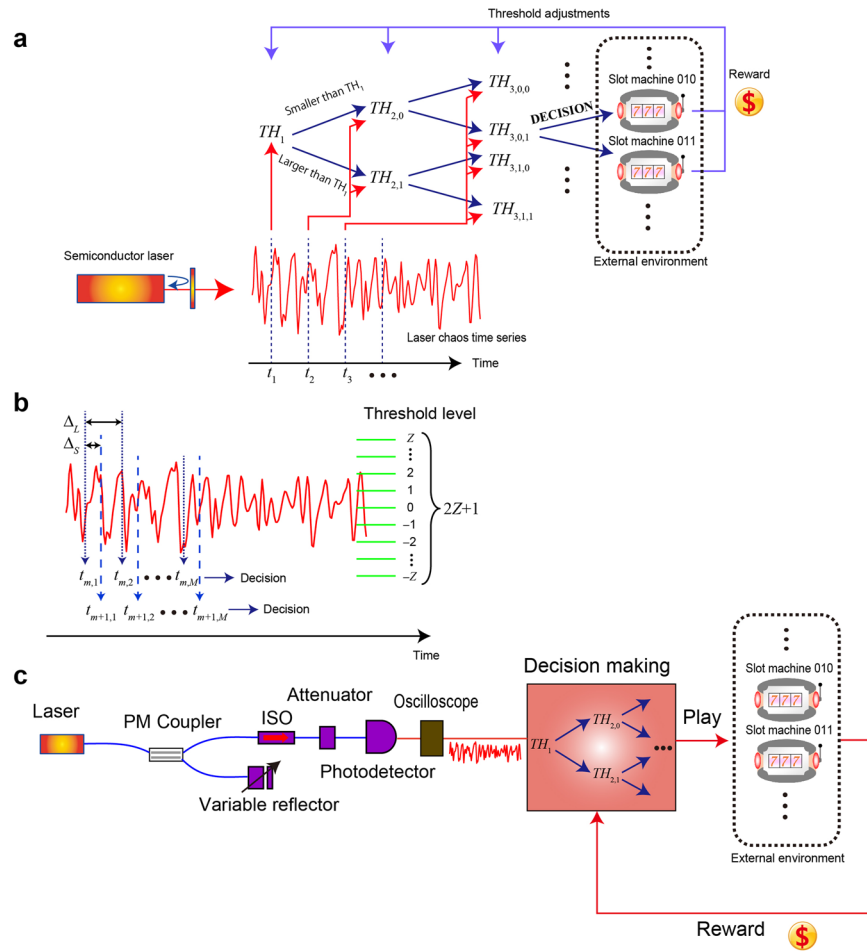 a
Threshold adjustments
Smaller than TH1
Larger than TH1
TH1
TH2,0
TH2,1
TH3,0,0
TH3,0,1
TH3,1,0
TH3,1,1
DECISION
Slot machine 010
777
Slot machine 011
777
External environment
Reward
$
Semiconductor laser
Laser chaos time series
Time
t1 t2 t3
b
ΔL
ΔS
Threshold level
Z
2
1
0
−1
−2
−Z
2Z+1
tm,1 tm,2 tm,M Decision
tm+1,1 tm+1,2 tm+1,M Decision
Time
c
Laser
PM Coupler
ISO
Attenuator
Oscilloscope
Photodetector
Variable reflector
Decision making
TH1
TH2,0
TH2,1
Play
Slot machine 010
777
Slot machine 011
777
External environment
Reward
$